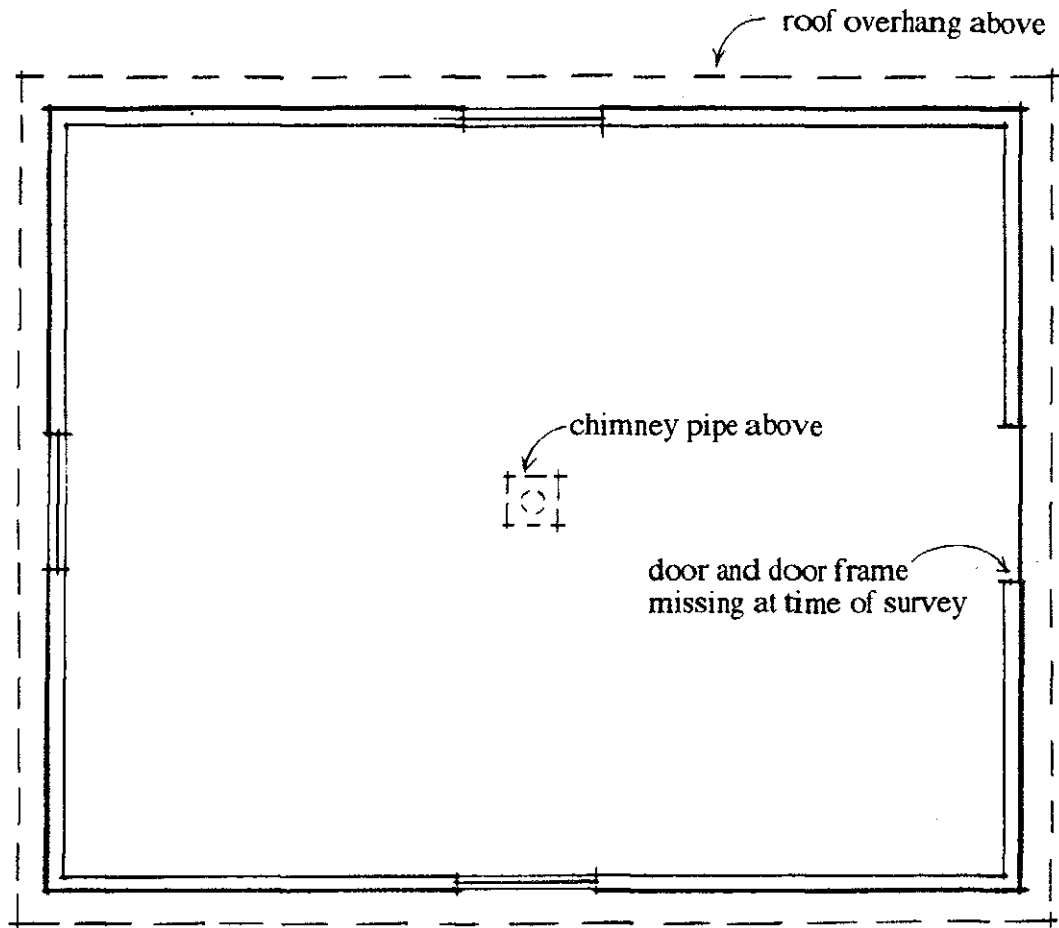 roof overhang above
chimney pipe above
door and door frame
missing at time of survey